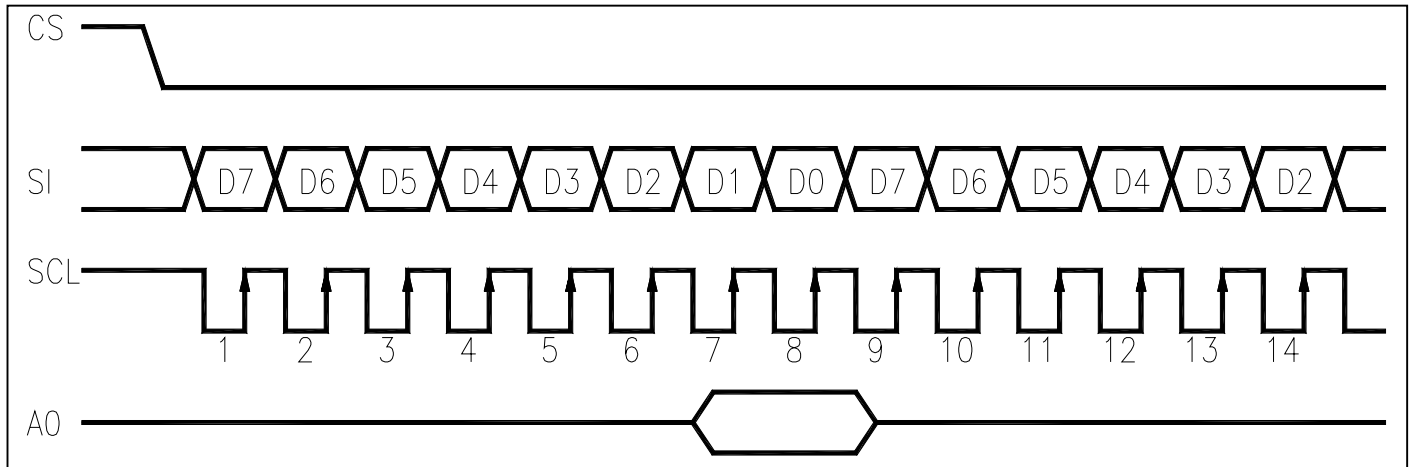 CS
SI D7 D6 D5 D4 D3 D2 D1 D0 D7 D6 D5 D4 D3 D2
SCL
1 2 3 4 5 6 7 8 9 10 11 12 13 14
A0